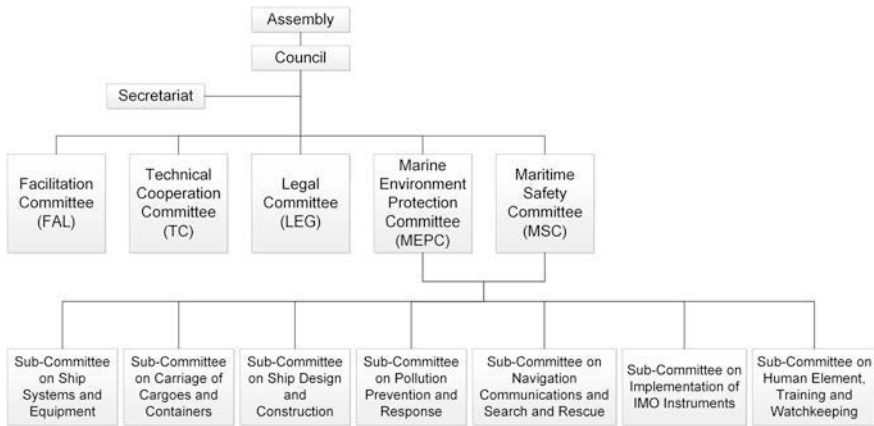 Assembly
Council
Secretariat
Facilitation
Committee
(FAL)
Technical
Cooperation
Committee
(TC)
Legal
Committee
(LEG)
Marine
Environment
Protection
Committee
(MEPC)
Maritime
Safety
Committee
(MSC)
Sub-Committee
on Ship
Systems and
Equipment
Sub-Committee
on Carriage of
Cargoes and
Containers
Sub-Committee
on Ship Design
and
Construction
Sub-Committee
on Pollution
Prevention and
Response
Sub-Committee on
Navigation
Communications and
Search and Rescue
Sub-Committee on
Implementation of
IMO Instruments
Sub-Committee on
Human Element,
Training and
Watchkeeping